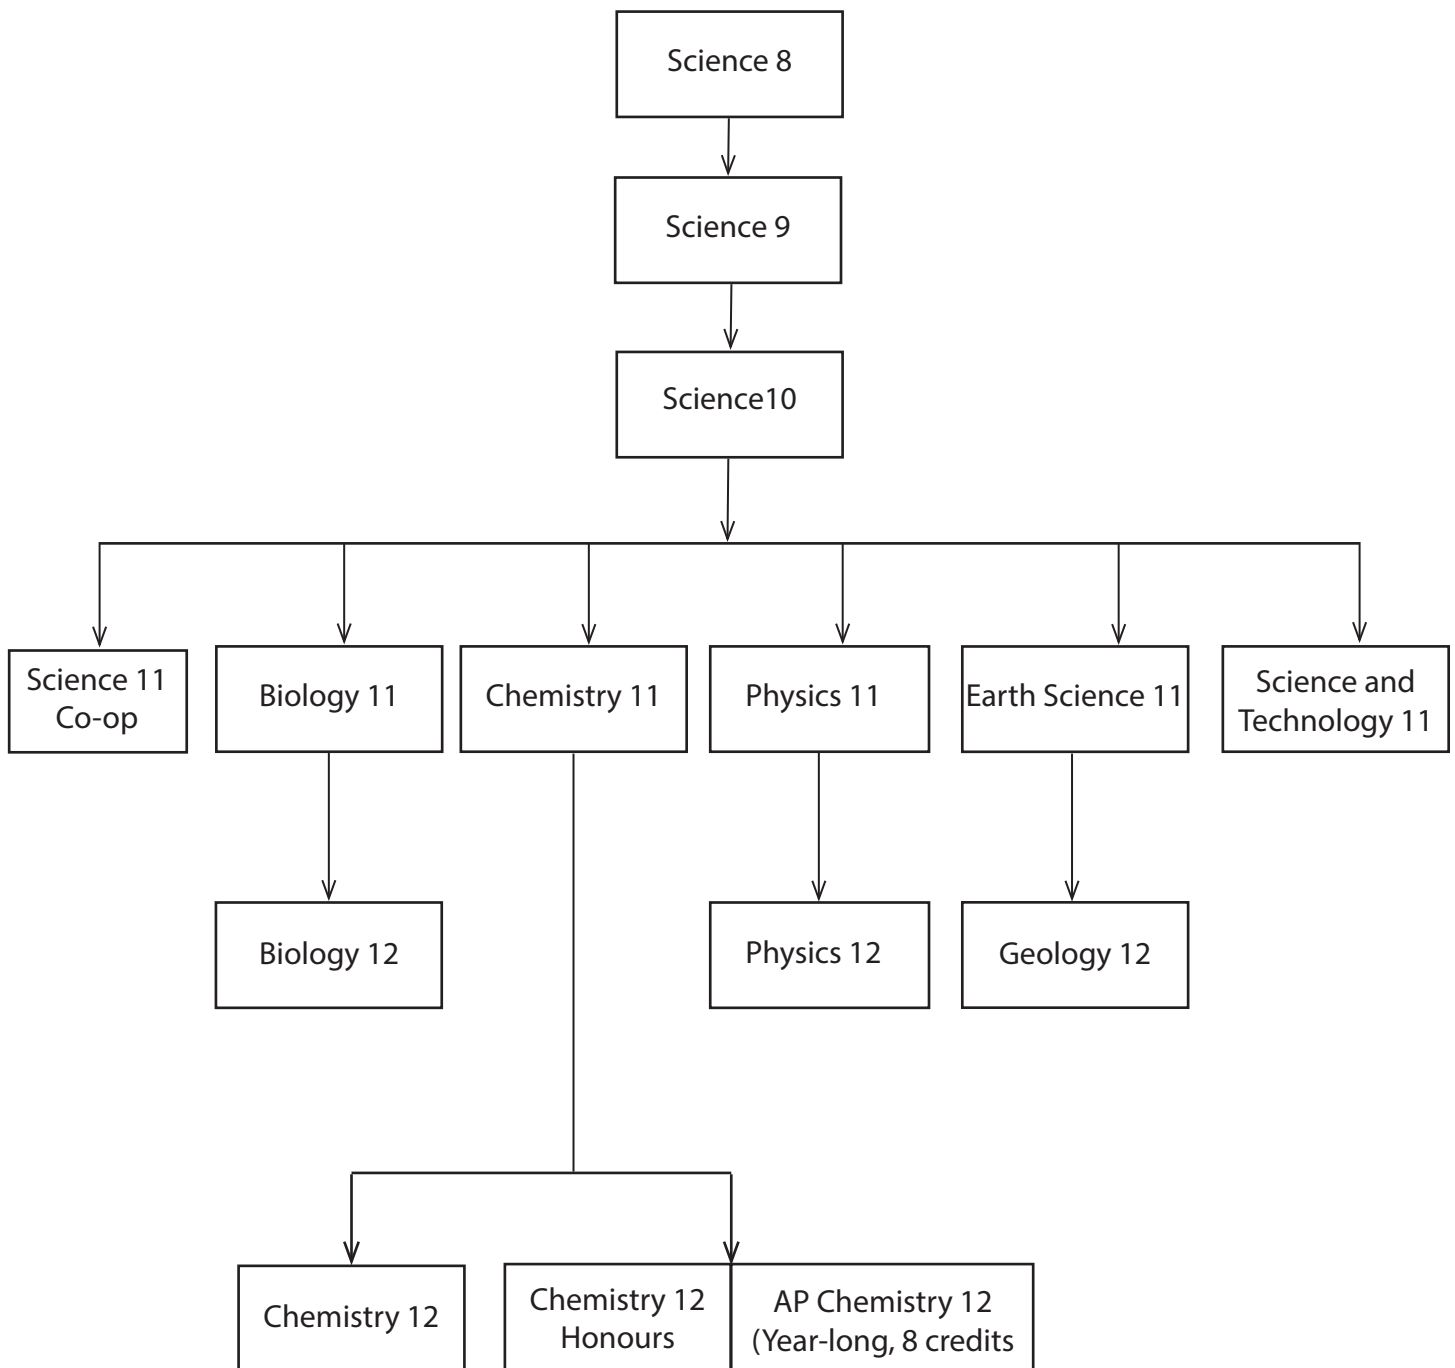 Science 8
Science 9
Science10
Science 11
Co-op
Biology 11
Chemistry 11
Physics 11
Earth Science 11
Science and
Technology 11
Biology 12
Physics 12
Geology 12
Chemistry 12
Chemistry 12
Honours
AP Chemistry 12
(Year-long, 8 credits